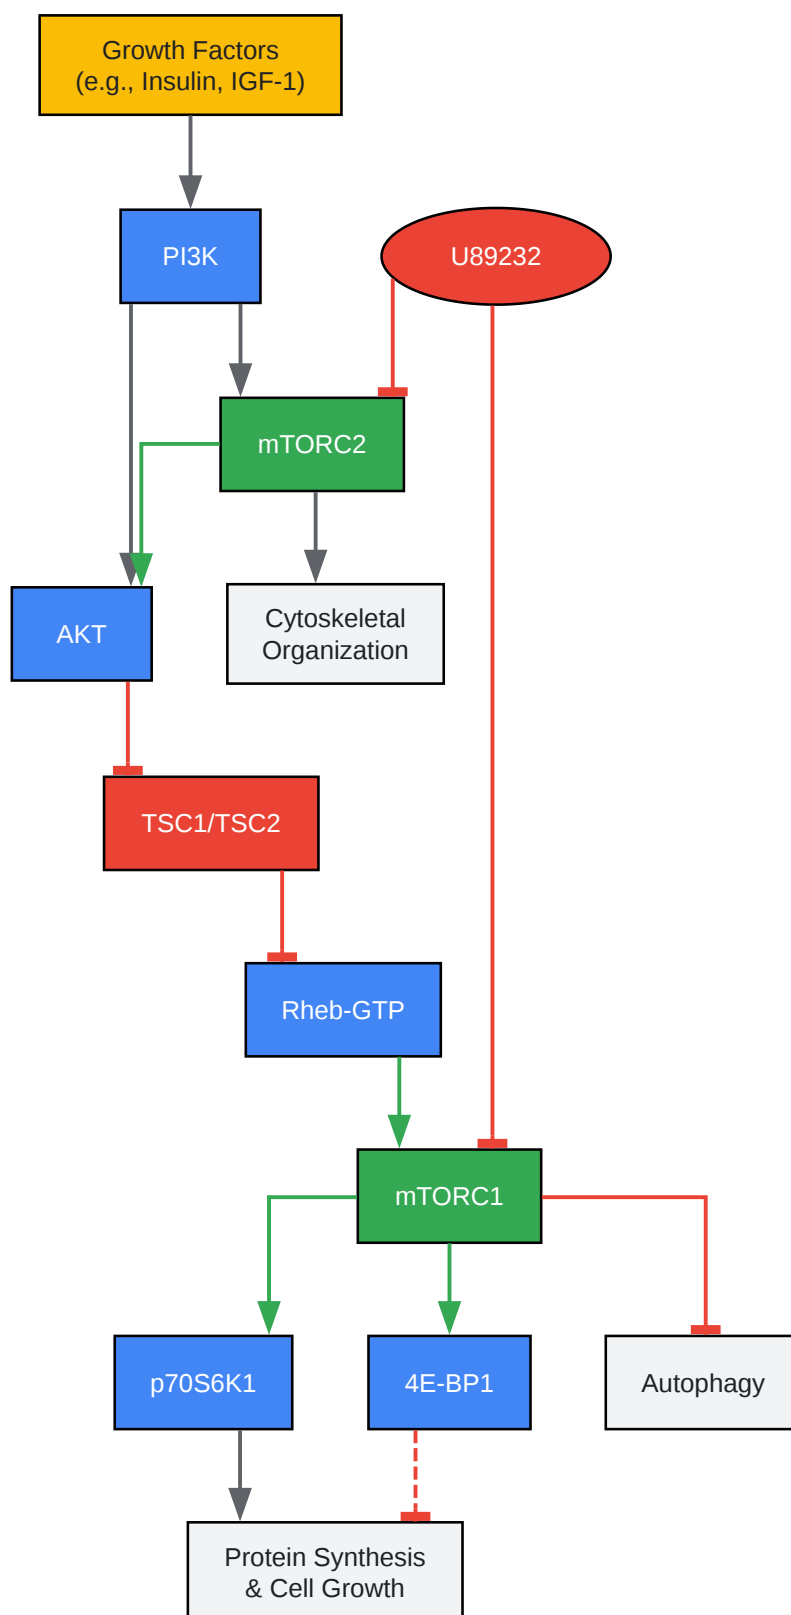 Growth Factors
(e.g., Insulin, IGF-1)
PI3K
U89232
mTORC2
Cytoskeletal
Organization
AKT
TSC1/TSC2
Rheb-GTP
mTORC1
p70S6K1
4E-BP1
Autophagy
Protein Synthesis
& Cell Growth